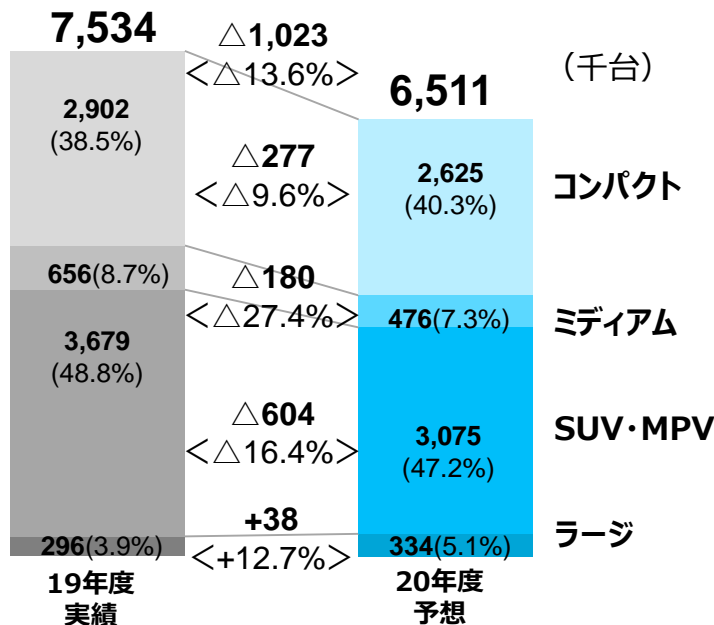 7,534
△1,023
<△13.6%>
(千台)
6,511
2,902
(38.5%)
△277
<△9.6%>
2,625
(40.3%)
コンパクト
656(8.7%)
△180
<△27.4%>
476(7.3%)
ミディアム
3,679
(48.8%)
△604
<△16.4%>
3,075
(47.2%)
SUV・MPV
296(3.9%)
+38
<+12.7%>
334(5.1%)
ラージ
19年度
実績
20年度
予想